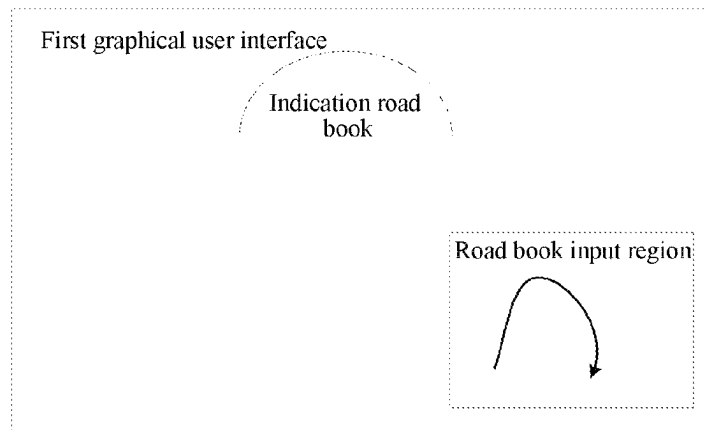 First graphical user interface
Indication road
book
Road book input region